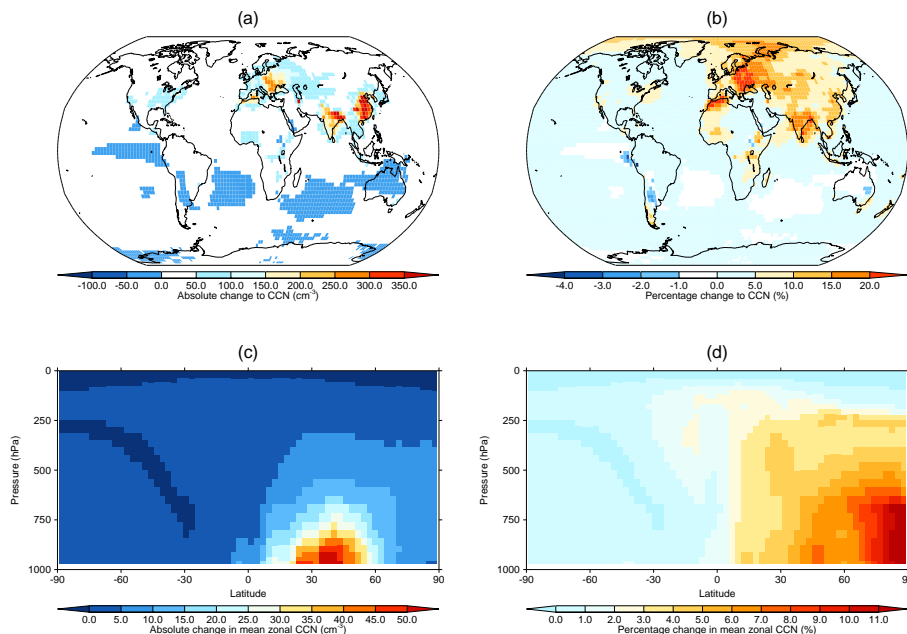 (a)
(b)
-100.0 -50.0 0.0 50.0 100.0 150.0 200.0 250.0 300.0 350.0
Absolute change to CCN (cm⁻³)
-4.0 -3.0 -2.0 -1.0 0.0 5.0 10.0 15.0 20.0
Percentage change to CCN (%)
(c)
(d)
0
250
500
750
1000
Pressure (hPa)
-90 -60 -30 0 30 60 90
Latitude
0.0 5.0 10.0 15.0 20.0 25.0 30.0 35.0 40.0 45.0 50.0
Absolute change in mean zonal CCN (cm⁻³)
0
250
500
750
1000
Pressure (hPa)
-90 -60 -30 0 30 60 90
Latitude
0.0 1.0 2.0 3.0 4.0 5.0 6.0 7.0 8.0 9.0 10.0 11.0
Percentage change in mean zonal CCN (%)